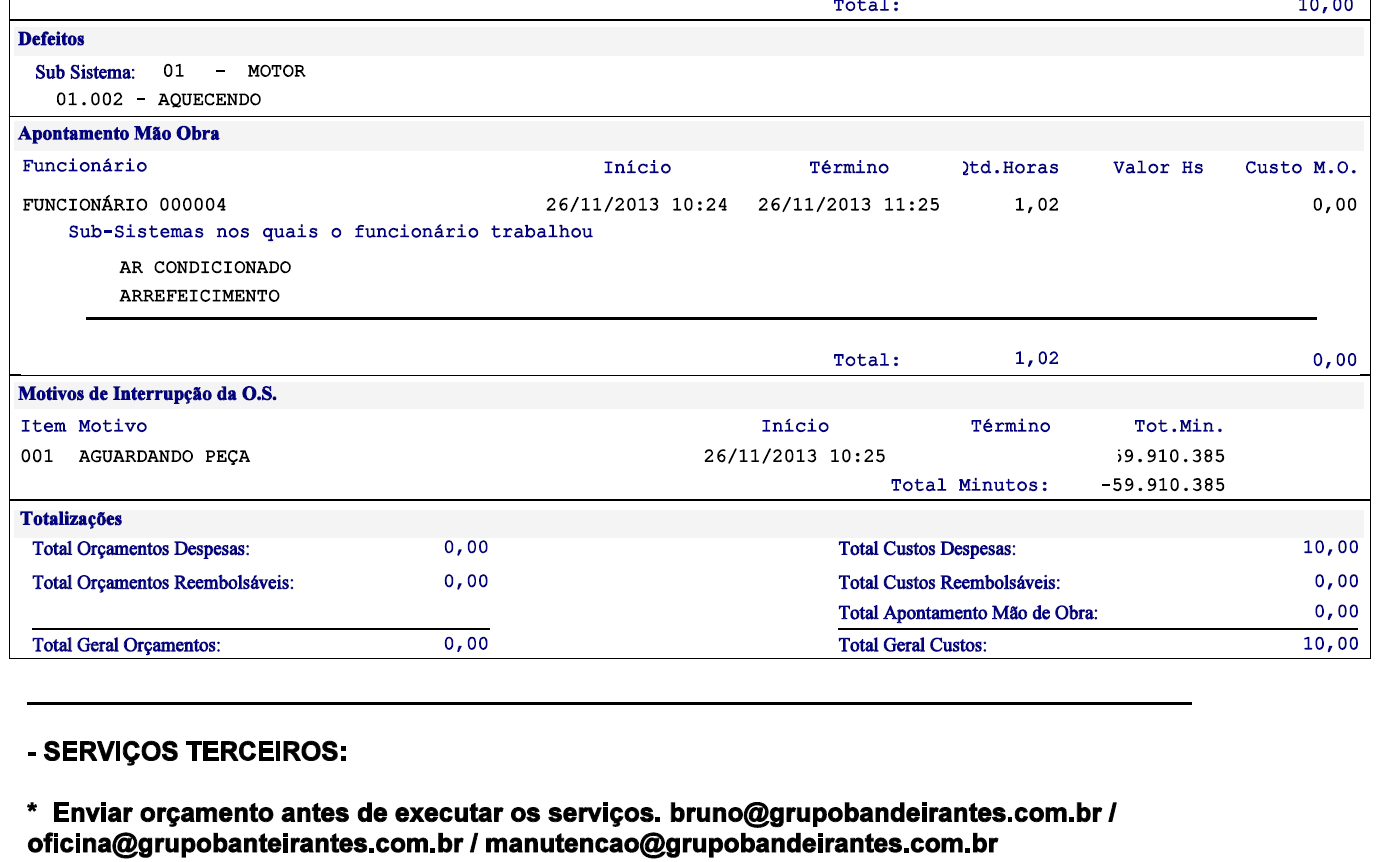 Total: 10,00
Defeitos
Sub Sistema: 01 - MOTOR
01.002 - AQUECENDO
Apontamento Mão Obra
Funcionário Início Término Qtd.Horas Valor Hs Custo M.O.
FUNCIONÁRIO 000004 26/11/2013 10:24 26/11/2013 11:25 1,02 0,00
Sub-Sistemas nos quais o funcionário trabalhou
AR CONDICIONADO
ARREFEICIMENTO
Total: 1,02 0,00
Motivos de Interrupção da O.S.
Item Motivo Início Término Tot.Min.
001 AGUARDANDO PEÇA 26/11/2013 10:25 59.910.385
Total Minutos: -59.910.385
Totalizações
Total Orçamentos Despesas: 0,00 Total Custos Despesas: 10,00
Total Orçamentos Reembolsáveis: 0,00 Total Custos Reembolsáveis: 0,00
Total Apontamento Mão de Obra: 0,00
Total Geral Orçamentos: 0,00 Total Geral Custos: 10,00
- SERVIÇOS TERCEIROS:
* Enviar orçamento antes de executar os serviços. bruno@grupobandeirantes.com.br /
oficina@grupobanteirantes.com.br / manutencao@grupobandeirantes.com.br